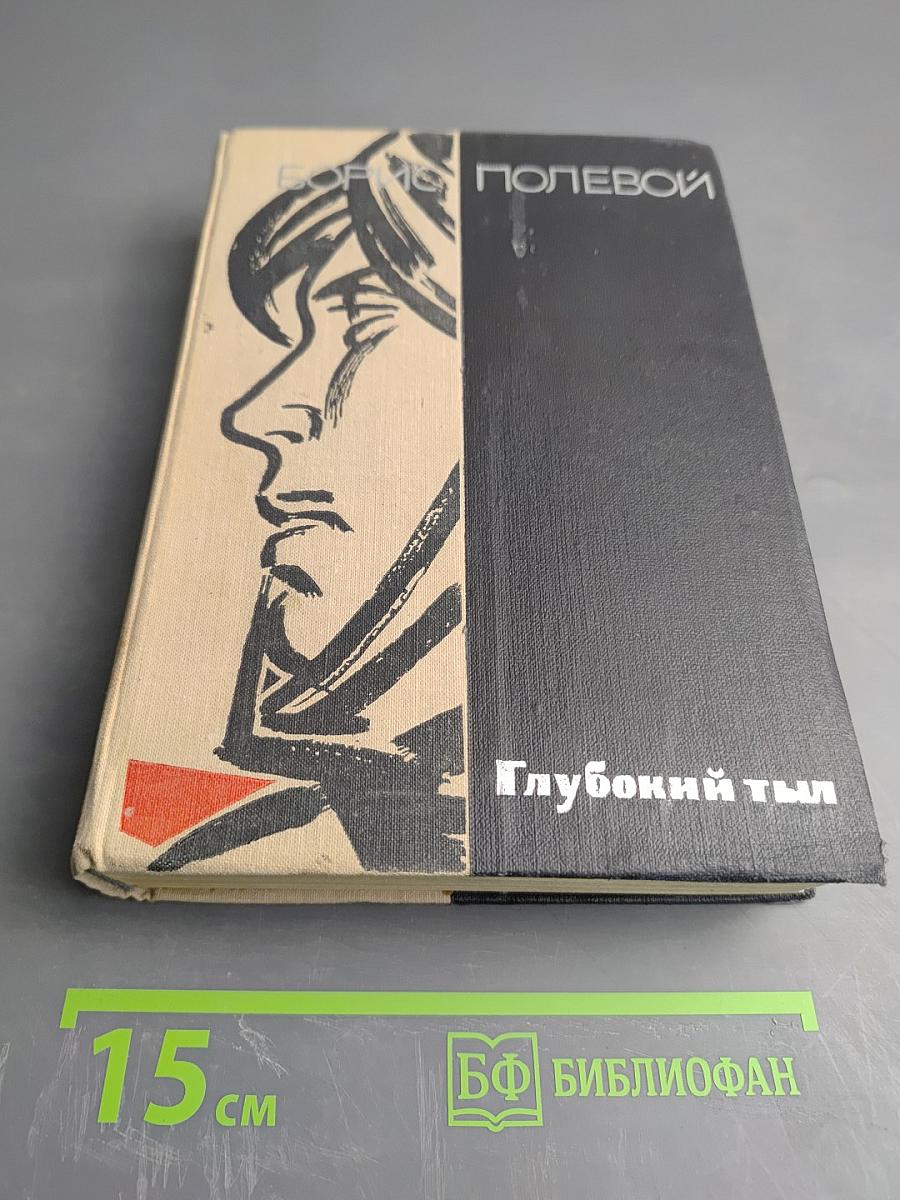 БОРИС ПОЛЕВОЙ
Глубокий тыл
15 см
БФ БИБЛИОФАН